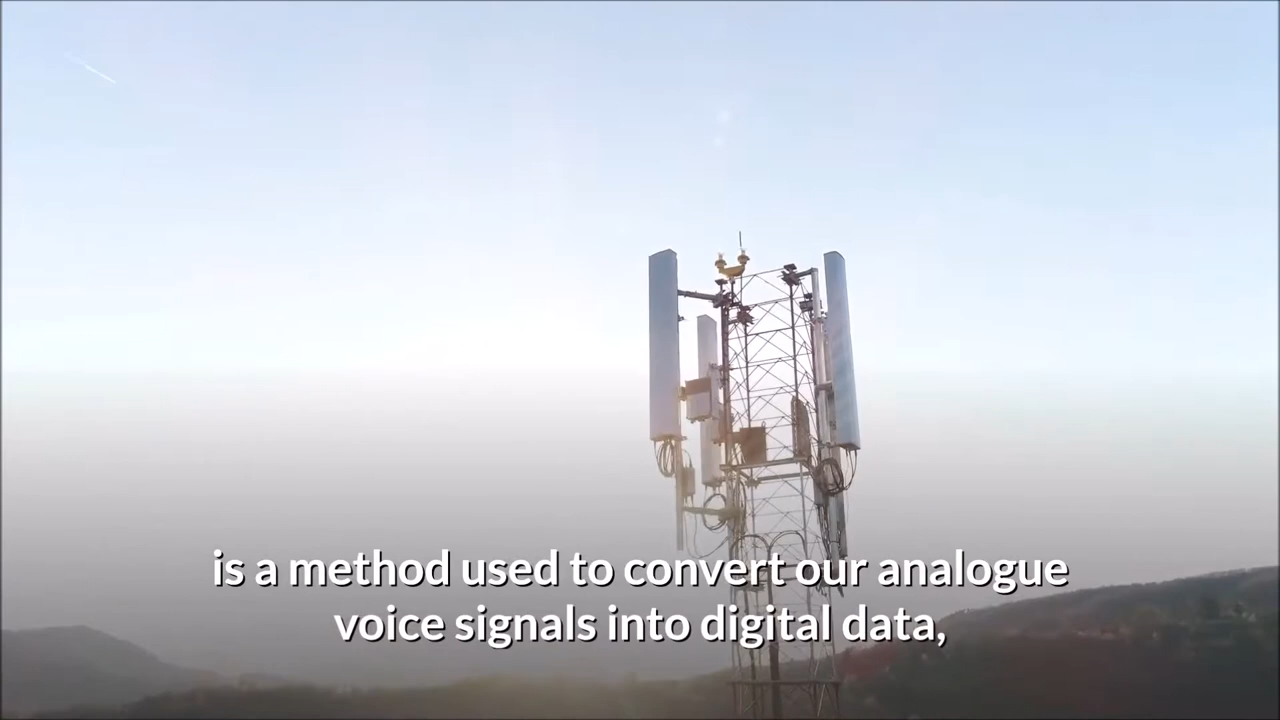 is a method used to convert our analogue
voice signals into digital data,